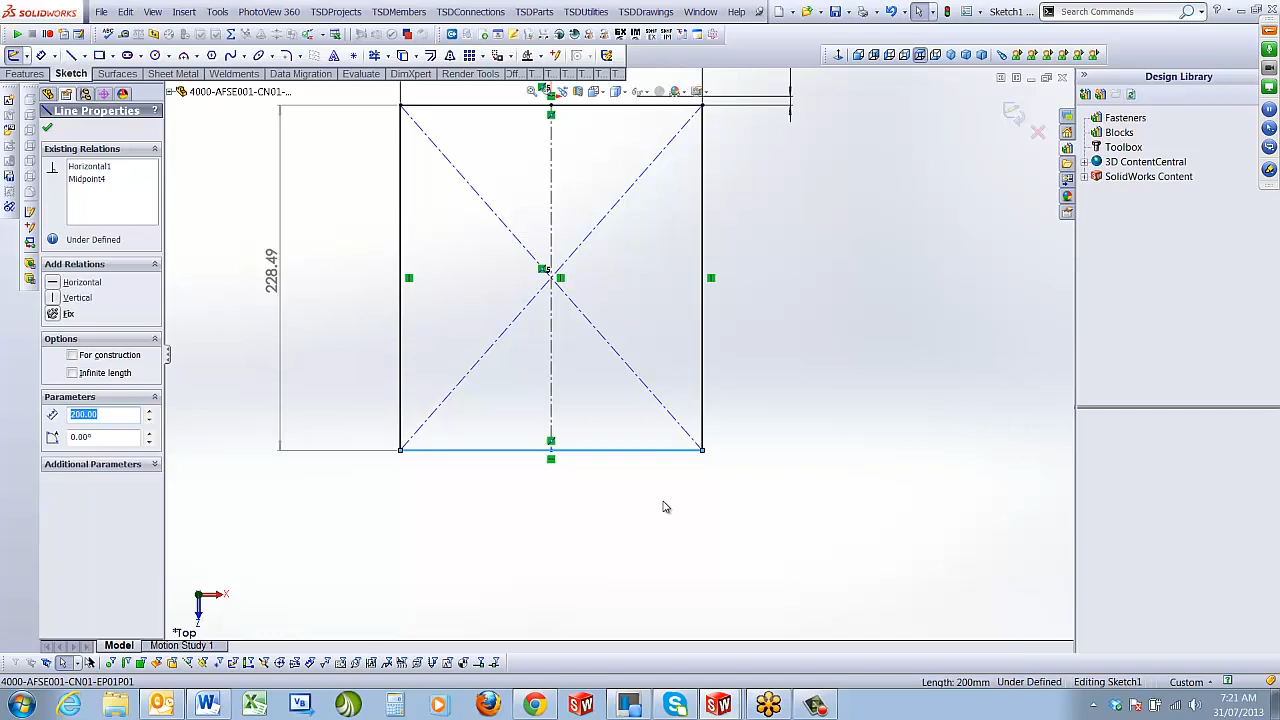 SOLIDWORKS File Edit View Insert Tools PhotoView 360 TSDProjects TSDMembers TSDConnections TSDParts TSDUtilities TSDDrawings Window Help Sketch1 ... Search Commands
Features Sketch Surfaces Sheet Metal Weldments Data Migration Evaluate DimXpert Render Tools Off... T... T... T... T... T...
Line Properties ?
4000-AFSE001-CN01-...
Design Library
Existing Relations
Horizontal1
Midpoint4
Under Defined
Add Relations
Horizontal
Vertical
Fix
Options
For construction
Infinite length
Parameters
200.00
0.00°
Additional Parameters
228.49
Fasteners
Blocks
Toolbox
3D ContentCentral
SolidWorks Content
X
Z
*Top
Model Motion Study 1
4000-AFSE001-CN01-EP01P01 Length: 200mm Under Defined Editing Sketch1 Custom
7:21 AM
31/07/2013